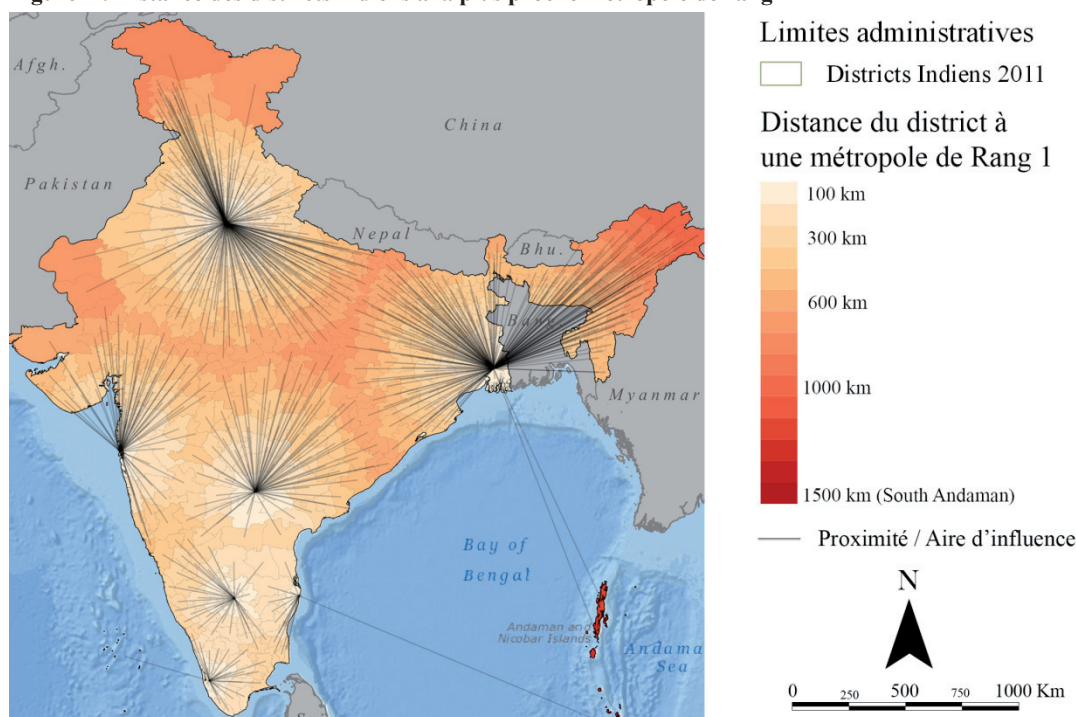 Afgh.
China
Pakistan
Nepal
Bhu.
Bang.
Myanmar
Bay of
Bengal
Andaman and
Nicobar Islands
Andaman
Sea
Limites administratives
Districts Indiens 2011
Distance du district à
une métropole de Rang 1
100 km
300 km
600 km
1000 km
1500 km (South Andaman)
Proximité / Aire d’influence
N
0 250 500 750 1000 Km